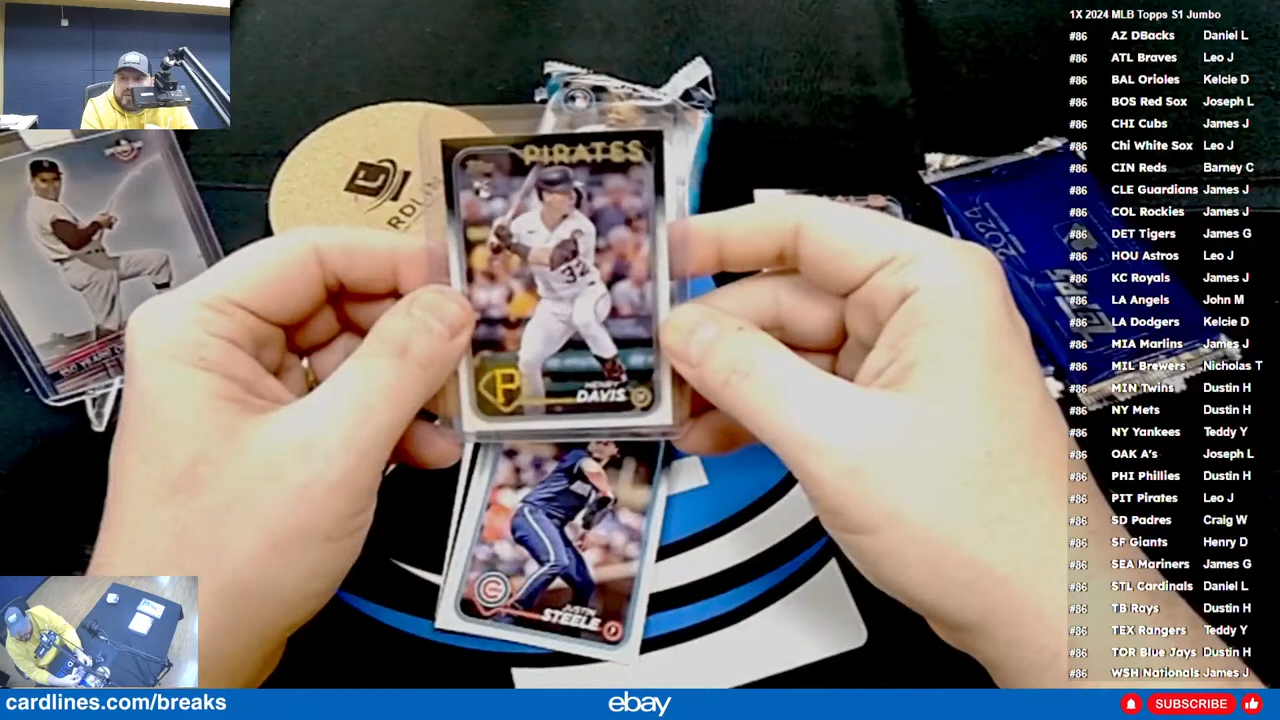 1X 2024 MLB Topps S1 Jumbo
#86 AZ DBacks Daniel L
#86 ATL Braves Leo J
#86 BAL Orioles Kelcie D
#86 BOS Red Sox Joseph L
#86 CHI Cubs James J
#86 Chi White Sox Leo J
#86 CIN Reds Barney C
#86 CLE Guardians James J
#86 COL Rockies James J
#86 DET Tigers James G
#86 HOU Astros Leo J
#86 KC Royals James J
#86 LA Angels John M
#86 LA Dodgers Kelcie D
#86 MIA Marlins James J
#86 MIL Brewers Nicholas T
#86 MIN Twins Dustin H
#86 NY Mets Dustin H
#86 NY Yankees Teddy Y
#86 OAK A's Joseph L
#86 PHI Phillies Dustin H
#86 PIT Pirates Leo J
#86 SD Padres Craig W
#86 SF Giants Henry D
#86 SEA Mariners James G
#86 STL Cardinals Daniel L
#86 TB Rays Dustin H
#86 TEX Rangers Teddy Y
#86 TOR Blue Jays Dustin H
#86 WSH Nationals James J
PIRATES
32
P
HENRY
DAVIS
JUSTIN
STEELE
2024
cardlines.com/breaks
ebay
SUBSCRIBE